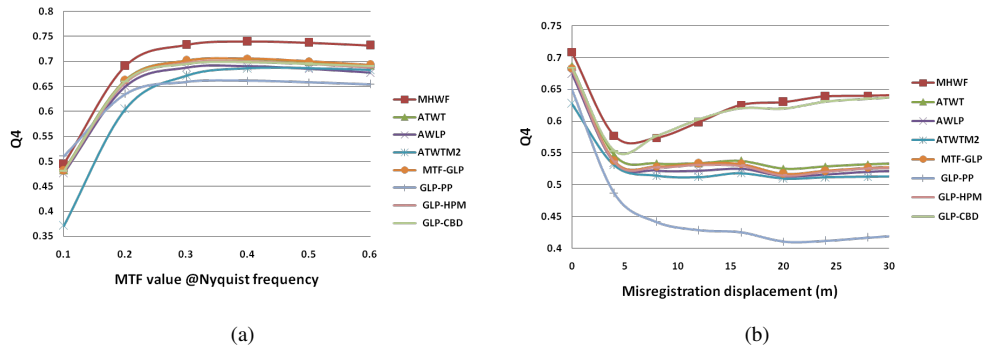 0.8
0.75
0.7
0.65
0.6
0.55
0.5
0.45
0.4
0.35
Q4
0.1 0.2 0.3 0.4 0.5 0.6
MTF value @Nyquist frequency
MHWF
ATWT
AWLP
ATWTM2
MTF-GLP
GLP-PP
GLP-HPM
GLP-CBD
(a)
0.75
0.7
0.65
0.6
0.55
0.5
0.45
0.4
Q4
0 5 10 15 20 25 30
Misregistration displacement (m)
MHWF
ATWT
AWLP
ATWTM2
MTF-GLP
GLP-PP
GLP-HPM
GLP-CBD
(b)